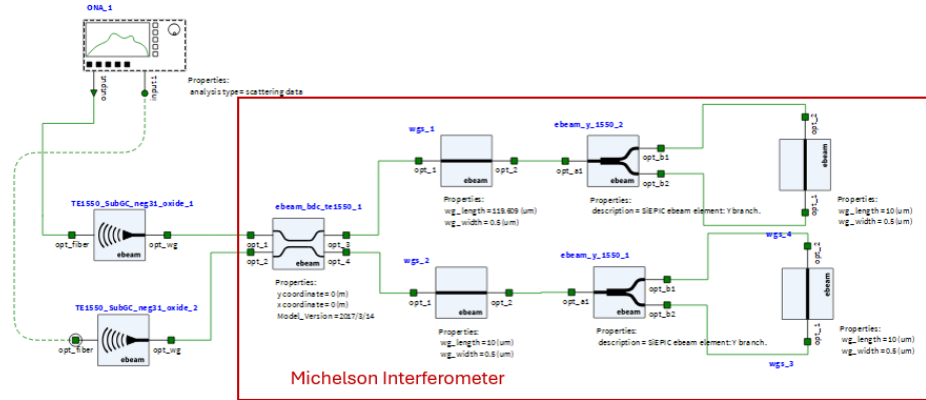 ONA_1
output
input 1
Properties:
analysis type= scattering data
TE1550_SubGC_neg31_oxide_1
opt_fiber
opt_wg
ebeam
TE1550_SubGC_neg31_oxide_2
opt_fiber
opt_wg
ebeam
ebeam_bdc_te1550_1
opt_1
opt_2
opt_3
opt_4
ebeam
Properties:
y coordinate= 0 (m)
x coordinate= 0 (m)
Model_Version = 2017/3/14
wgs_1
opt_1
opt_2
ebeam
Properties:
wg_length= 119.609 (um)
wg_width= 0.5 (um)
ebeam_y_1550_2
opt_a1
opt_b1
opt_b2
ebeam
Properties:
description = SiEPIC ebeam element: Y branch.
opt_2
ebeam
opt_1
Properties:
wg_length= 10 (um)
wg_width= 0.5 (um)
wgs_4
wgs_2
opt_1
opt_2
ebeam
Properties:
wg_length= 10 (um)
wg_width= 0.5 (um)
ebeam_y_1550_1
opt_a1
opt_b1
opt_b2
ebeam
Properties:
description = SiEPIC ebeam element: Y branch.
opt_2
ebeam
opt_1
Properties:
wg_length= 10 (um)
wg_width= 0.5 (um)
wgs_3
Michelson Interferometer